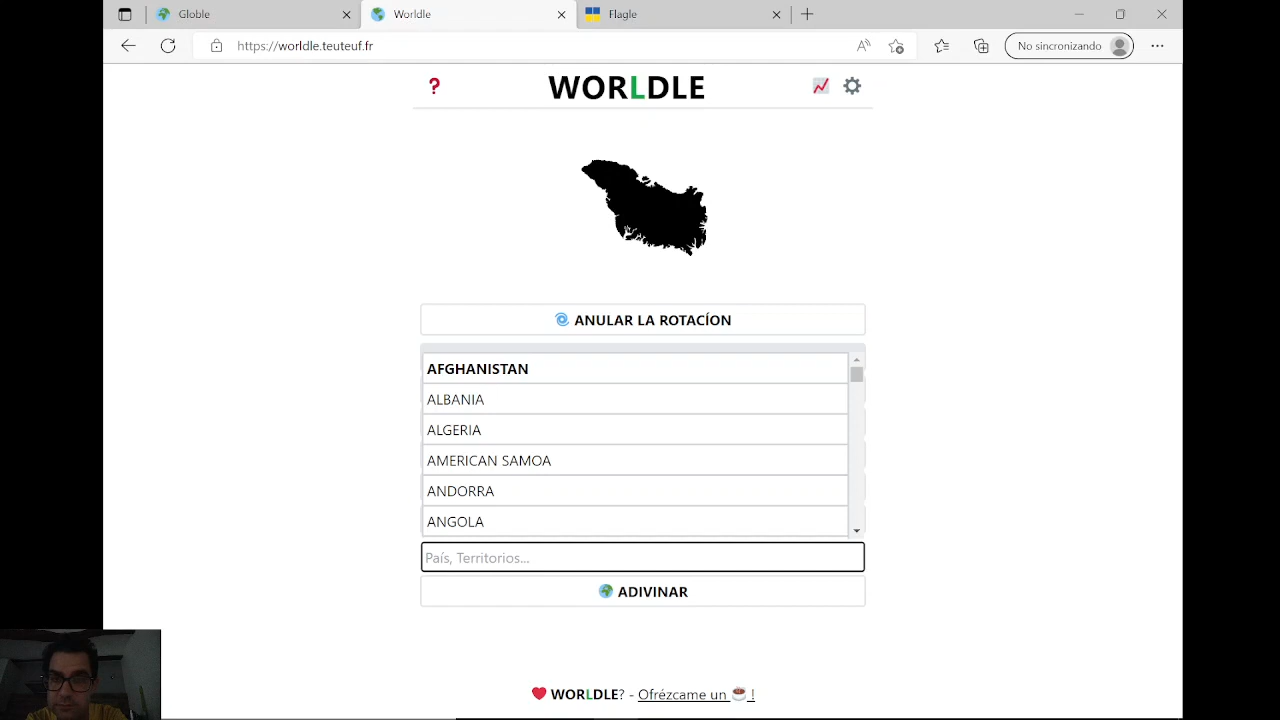 Globle
Worldle
Flagle
https://worldle.teuteuf.fr
No sincronizando
?
WORLDLE
ANULAR LA ROTACÍON
AFGHANISTAN
ALBANIA
ALGERIA
AMERICAN SAMOA
ANDORRA
ANGOLA
País, Territorios...
ADIVINAR
WORLDLE? - Ofrézcame un !